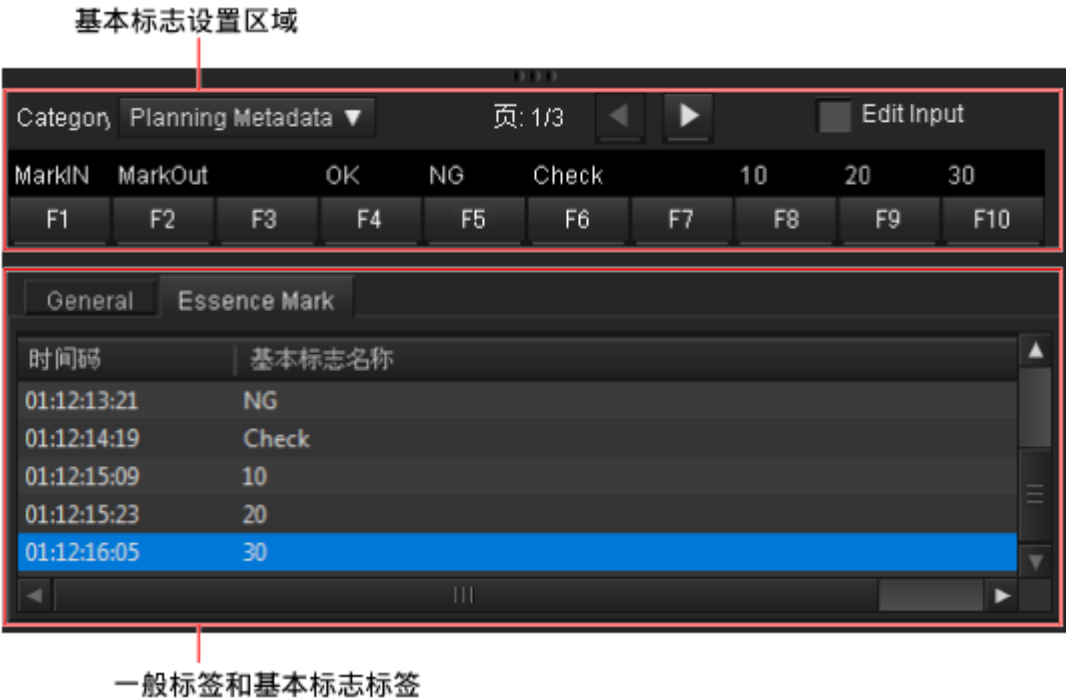 基本标志设置区域
Category Planning Metadata ▼ 页: 1/3 Edit Input
MarkIN MarkOut OK NG Check 10 20 30
F1 F2 F3 F4 F5 F6 F7 F8 F9 F10
General Essence Mark
时间码 基本标志名称
01:12:13:21 NG
01:12:14:19 Check
01:12:15:09 10
01:12:15:23 20
01:12:16:05 30
一般标签和基本标志标签